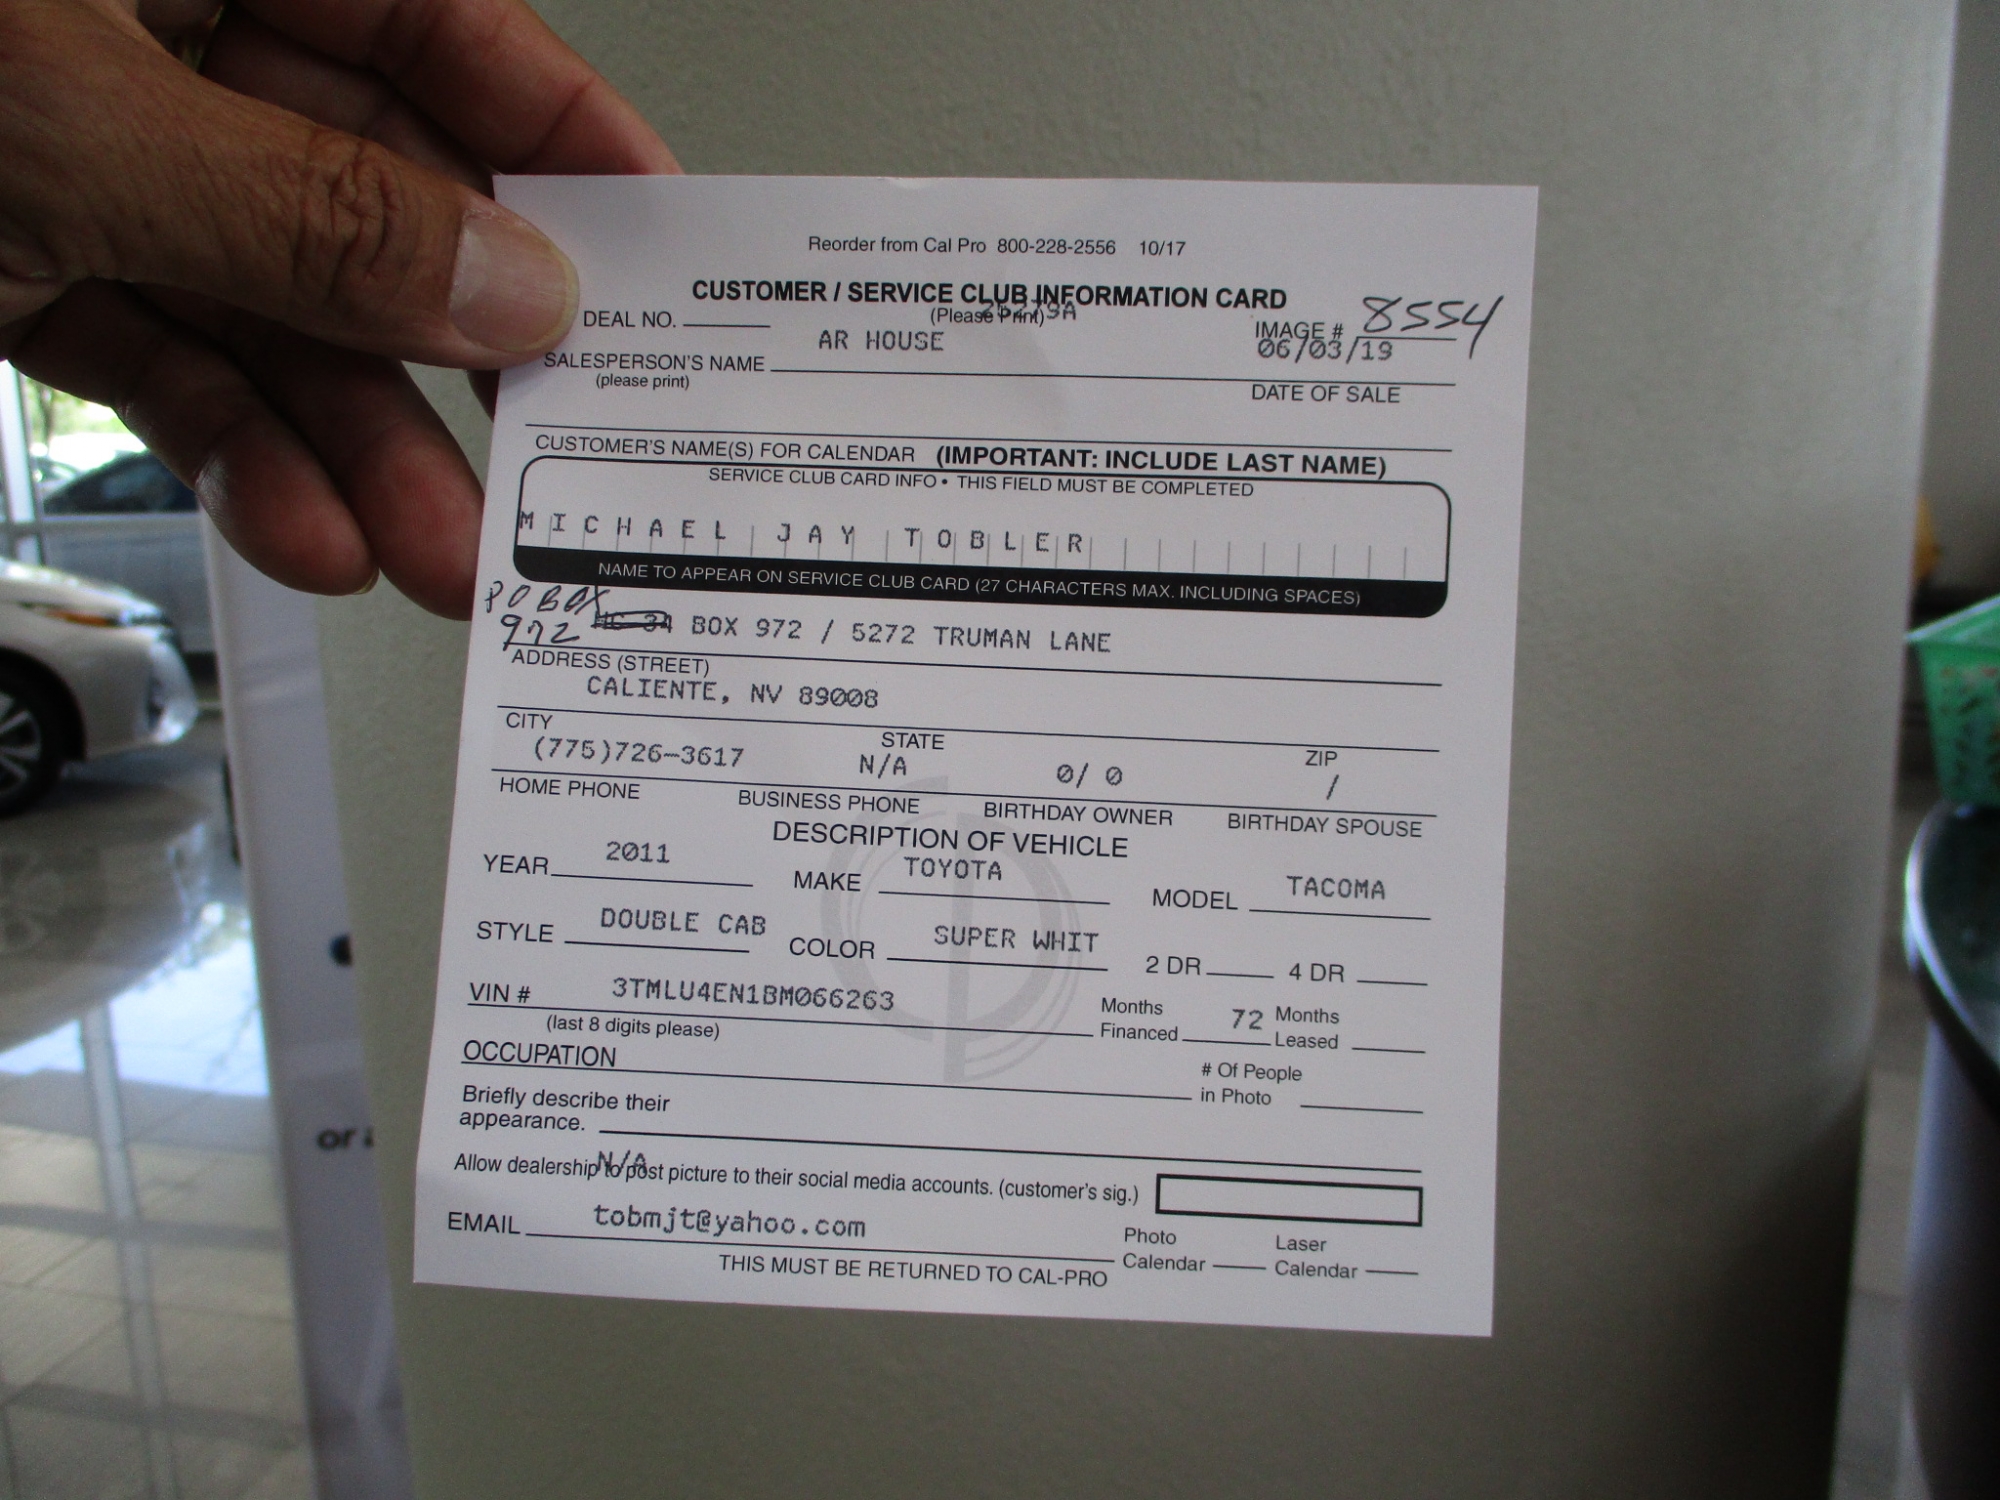 Reorder from Cal Pro 800-228-2556 10/17
CUSTOMER / SERVICE CLUB INFORMATION CARD
(Please Print)
DEAL NO. IMAGE # 8554
AR HOUSE 06/03/19
SALESPERSON'S NAME
(please print) DATE OF SALE
CUSTOMER'S NAME(S) FOR CALENDAR (IMPORTANT: INCLUDE LAST NAME)
SERVICE CLUB CARD INFO • THIS FIELD MUST BE COMPLETED
MICHAEL JAY TOBLER
NAME TO APPEAR ON SERVICE CLUB CARD (27 CHARACTERS MAX. INCLUDING SPACES)
PO BOX
972 BOX 972 / 5272 TRUMAN LANE
ADDRESS (STREET)
CALIENTE, NV 89008
CITY STATE ZIP
(775)726-3617 N/A 0/ 0 /
HOME PHONE BUSINESS PHONE BIRTHDAY OWNER BIRTHDAY SPOUSE
DESCRIPTION OF VEHICLE
YEAR 2011 MAKE TOYOTA MODEL TACOMA
STYLE DOUBLE CAB COLOR SUPER WHIT 2 DR 4 DR
VIN # 3TMLU4EN1BM066263 Months Financed 72 Months Leased
(last 8 digits please)
OCCUPATION # Of People in Photo
Briefly describe their
appearance.
N/A
Allow dealership to post picture to their social media accounts. (customer's sig.)
EMAIL tobmjt@yahoo.com Photo Calendar Laser Calendar
THIS MUST BE RETURNED TO CAL-PRO
or